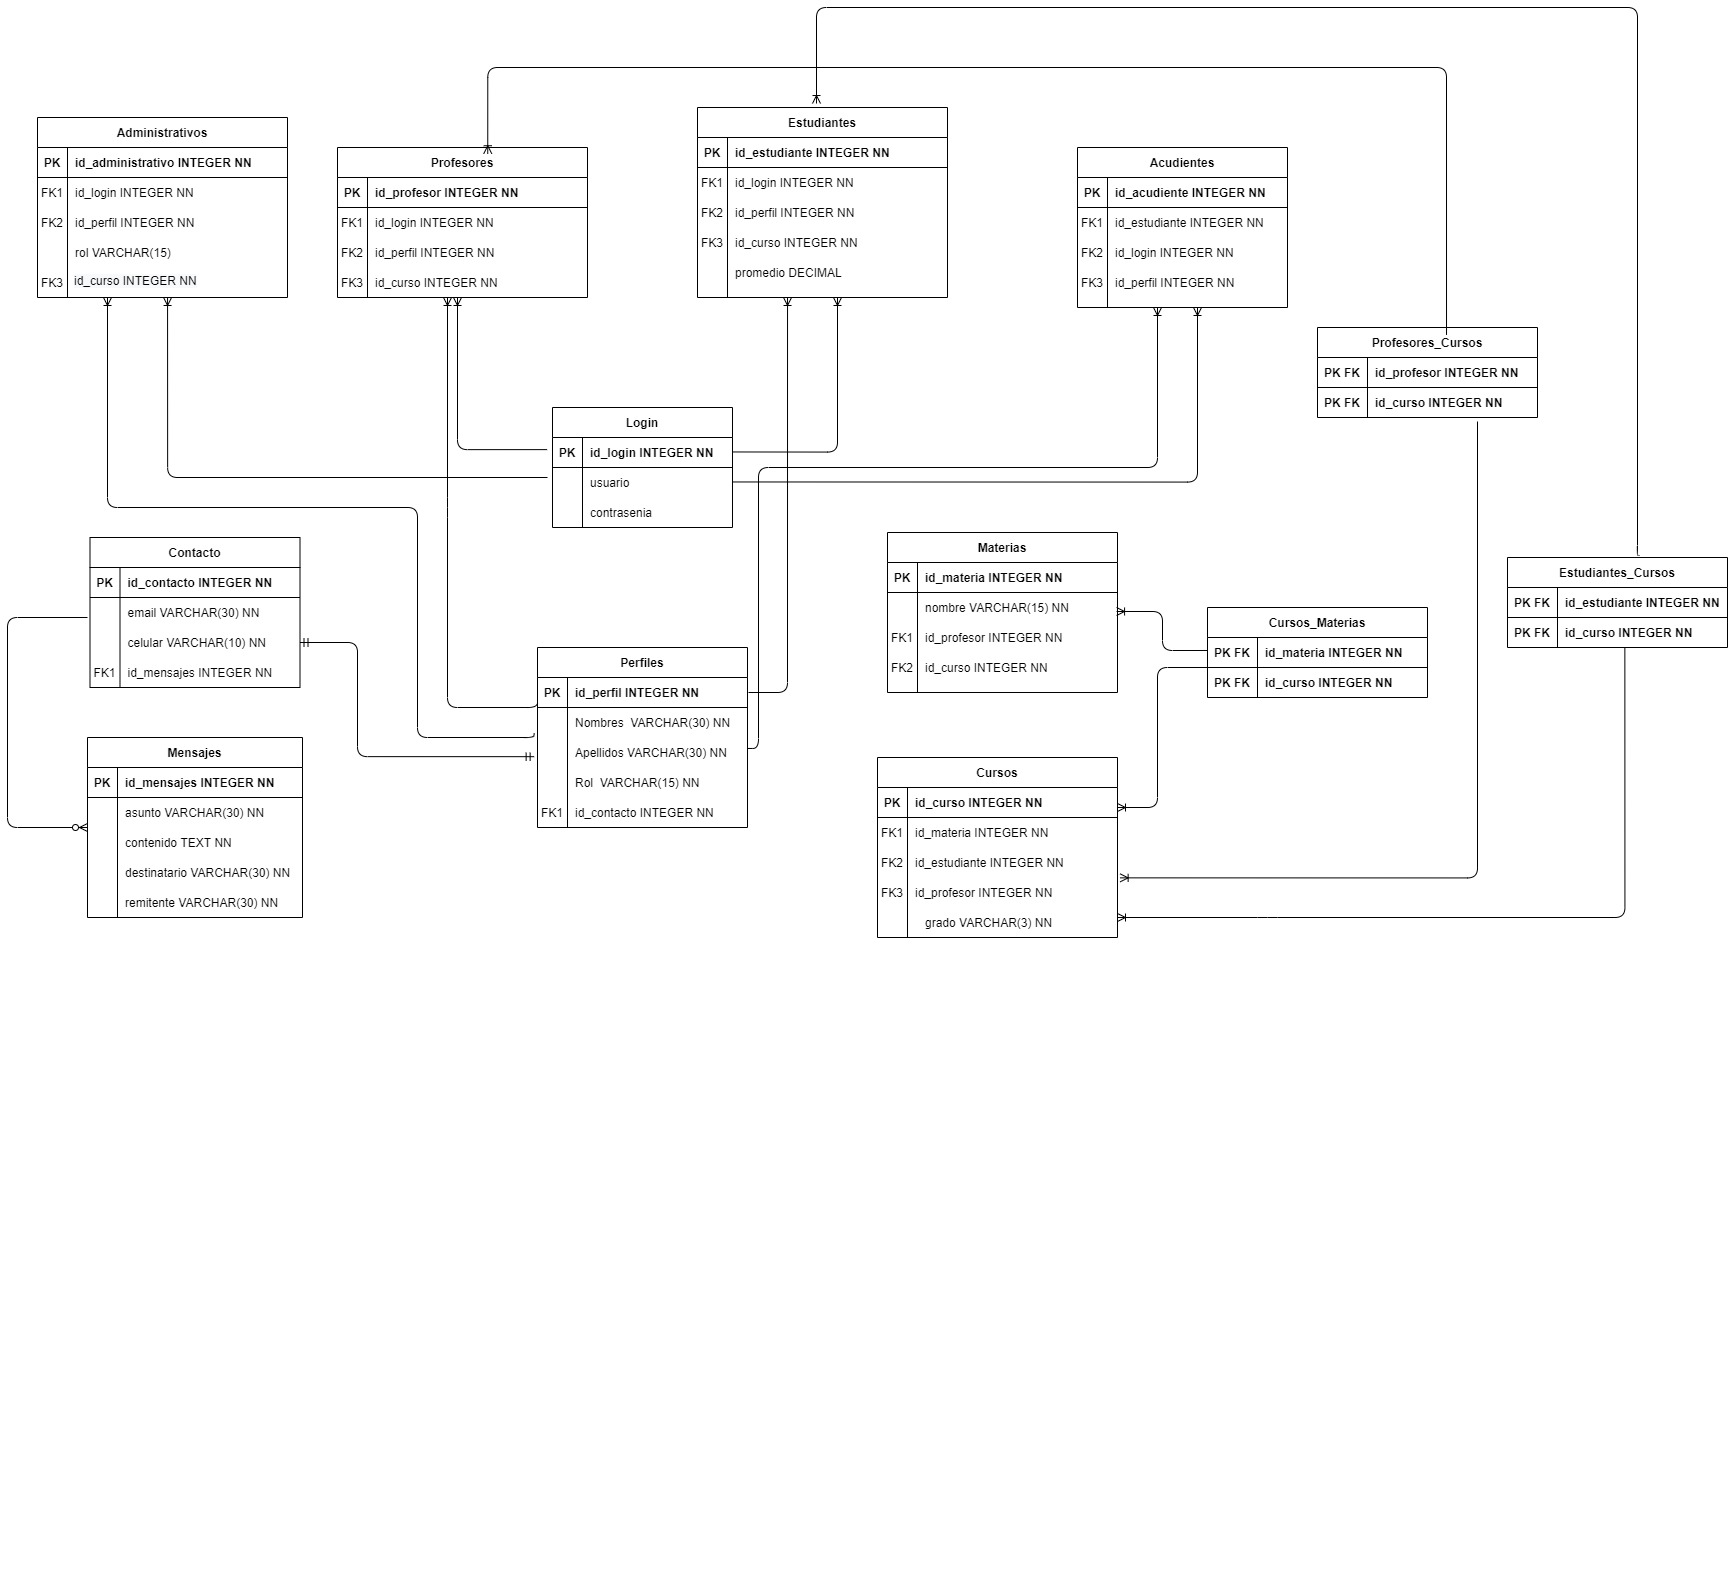 Administrativos
PK id_administrativo INTEGER NN
FK1 id_login INTEGER NN
FK2 id_perfil INTEGER NN
rol VARCHAR(15)
FK3 id_curso INTEGER NN
Profesores
PK id_profesor INTEGER NN
FK1 id_login INTEGER NN
FK2 id_perfil INTEGER NN
FK3 id_curso INTEGER NN
Estudiantes
PK id_estudiante INTEGER NN
FK1 id_login INTEGER NN
FK2 id_perfil INTEGER NN
FK3 id_curso INTEGER NN
promedio DECIMAL
Acudientes
PK id_acudiente INTEGER NN
FK1 id_estudiante INTEGER NN
FK2 id_login INTEGER NN
FK3 id_perfil INTEGER NN
Profesores_Cursos
PK FK id_profesor INTEGER NN
PK FK id_curso INTEGER NN
Login
PK id_login INTEGER NN
usuario
contrasenia
Contacto
PK id_contacto INTEGER NN
email VARCHAR(30) NN
celular VARCHAR(10) NN
FK1 id_mensajes INTEGER NN
Materias
PK id_materia INTEGER NN
nombre VARCHAR(15) NN
FK1 id_profesor INTEGER NN
FK2 id_curso INTEGER NN
Estudiantes_Cursos
PK FK id_estudiante INTEGER NN
PK FK id_curso INTEGER NN
Cursos_Materias
PK FK id_materia INTEGER NN
PK FK id_curso INTEGER NN
Perfiles
PK id_perfil INTEGER NN
Nombres VARCHAR(30) NN
Apellidos VARCHAR(30) NN
Rol VARCHAR(15) NN
FK1 id_contacto INTEGER NN
Mensajes
PK id_mensajes INTEGER NN
asunto VARCHAR(30) NN
contenido TEXT NN
destinatario VARCHAR(30) NN
remitente VARCHAR(30) NN
Cursos
PK id_curso INTEGER NN
FK1 id_materia INTEGER NN
FK2 id_estudiante INTEGER NN
FK3 id_profesor INTEGER NN
grado VARCHAR(3) NN